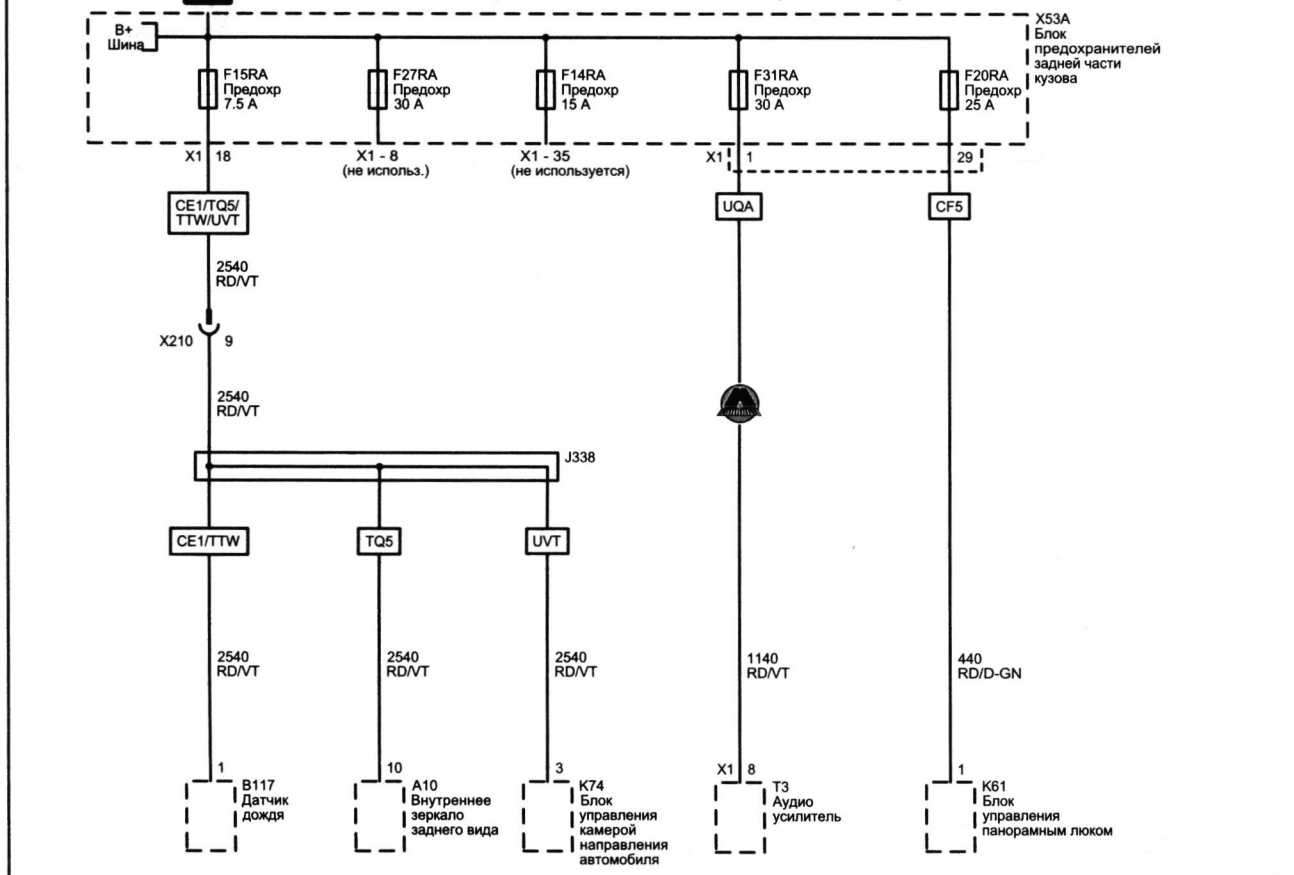 B+
Шина
X53A
Блок
предохранителей
задней части
кузова
F15RA
Предохр
7.5 A
F27RA
Предохр
30 A
F14RA
Предохр
15 A
F31RA
Предохр
30 A
F20RA
Предохр
25 A
X1 18
X1 - 8
(не использ.)
X1 - 35
(не используется)
X1 1
29
CE1/TQ5/
TTW/UVT
UQA
CF5
2540
RD/VT
X210 9
2540
RD/VT
J338
CE1/TTW
TQ5
UVT
2540
RD/VT
2540
RD/VT
2540
RD/VT
1140
RD/VT
440
RD/D-GN
1
B117
Датчик
дождя
10
A10
Внутреннее
зеркало
заднего вида
3
K74
Блок
управления
камерой
направления
автомобиля
X1 8
T3
Аудио
усилитель
1
K61
Блок
управления
панорамным люком